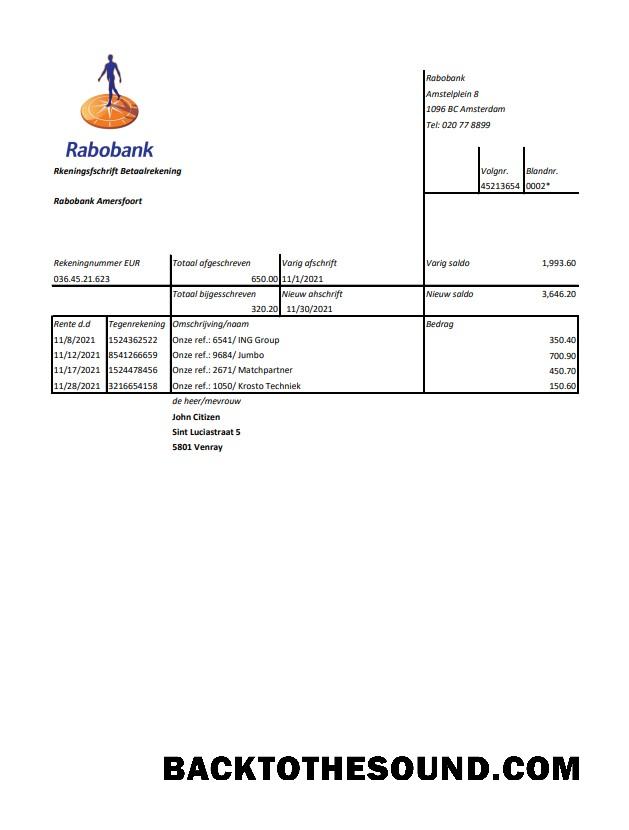 Rabobank
Amstelplein 8
1096 BC Amsterdam
Tel: 020 77 8899
Rabobank
Rkeningsfschrift Betaalrekening
Volgnr. Blandnr.
45213654 0002*
Rabobank Amersfoort
Rekeningnummer EUR Totaal afgeschreven Varig afschrift Varig saldo 1,993.60
036.45.21.623 650.00 11/1/2021
Totaal bijgesschreven Nieuw ahschrift Nieuw saldo 3,646.20
320.20 11/30/2021
Rente d.d Tegenrekening Omschrijving/naam Bedrag
11/8/2021 1524362522 Onze ref.: 6541/ ING Group 350.40
11/12/2021 8541266659 Onze ref.: 9684/ Jumbo 700.90
11/17/2021 1524478456 Onze ref.: 2671/ Matchpartner 450.70
11/28/2021 3216654158 Onze ref.: 1050/ Krosto Techniek 150.60
de heer/mevrouw
John Citizen
Sint Luciastraat 5
5801 Venray
BACKTOTHESOUND.COM